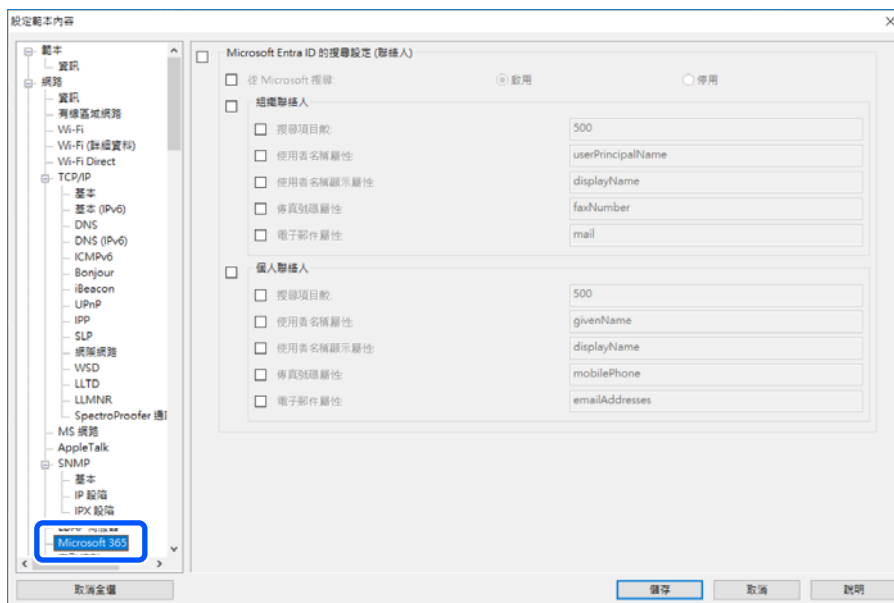 設定範本內容
範本
資訊
網路
資訊
有線區域網路
Wi-Fi
Wi-Fi (詳細資料)
Wi-Fi Direct
TCP/IP
基本
基本 (IPv6)
DNS
DNS (IPv6)
ICMPv6
Bonjour
iBeacon
UPnP
IPP
SLP
網際網路
WSD
LLTD
LLMNR
SpectroProofer
MS 網路
AppleTalk
SNMP
基本
IP 設陷
IPX 設陷
Microsoft 365
取消全選
Microsoft Entra ID 的搜尋設定 (聯絡人)
從 Microsoft 搜尋: 啟用 停用
組織聯絡人
搜尋項目數: 500
使用者名稱屬性: userPrincipalName
使用者名稱顯示屬性: displayName
傳真號碼屬性: faxNumber
電子郵件屬性: mail
個人聯絡人
搜尋項目數: 500
使用者名稱屬性: givenName
使用者名稱顯示屬性: displayName
傳真號碼屬性: mobilePhone
電子郵件屬性: emailAddresses
儲存 取消 說明